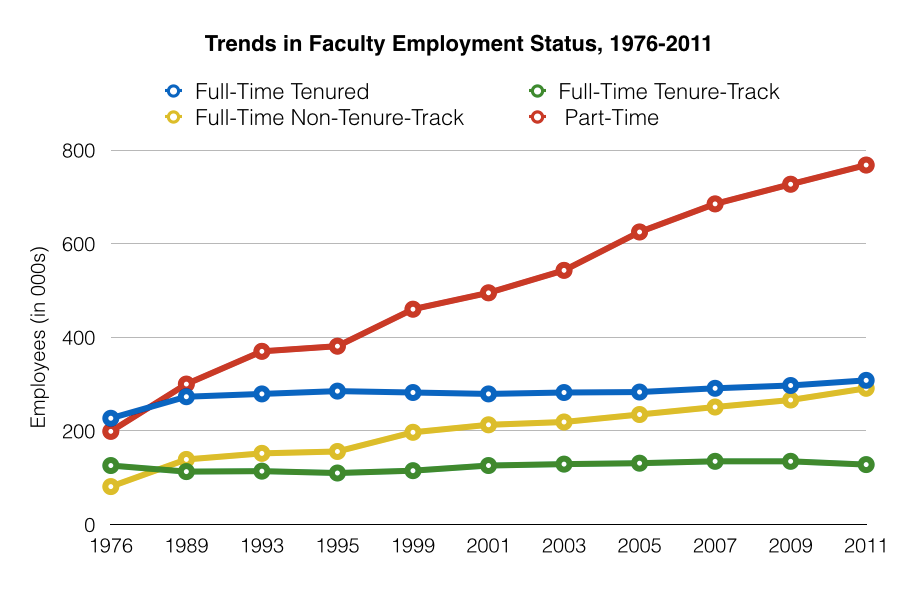 Trends in Faculty Employment Status, 1976-2011
Full-Time Tenured
Full-Time Tenure-Track
Full-Time Non-Tenure-Track
Part-Time
Employees (in 000s)
800
600
400
200
0
1976 1989 1993 1995 1999 2001 2003 2005 2007 2009 2011